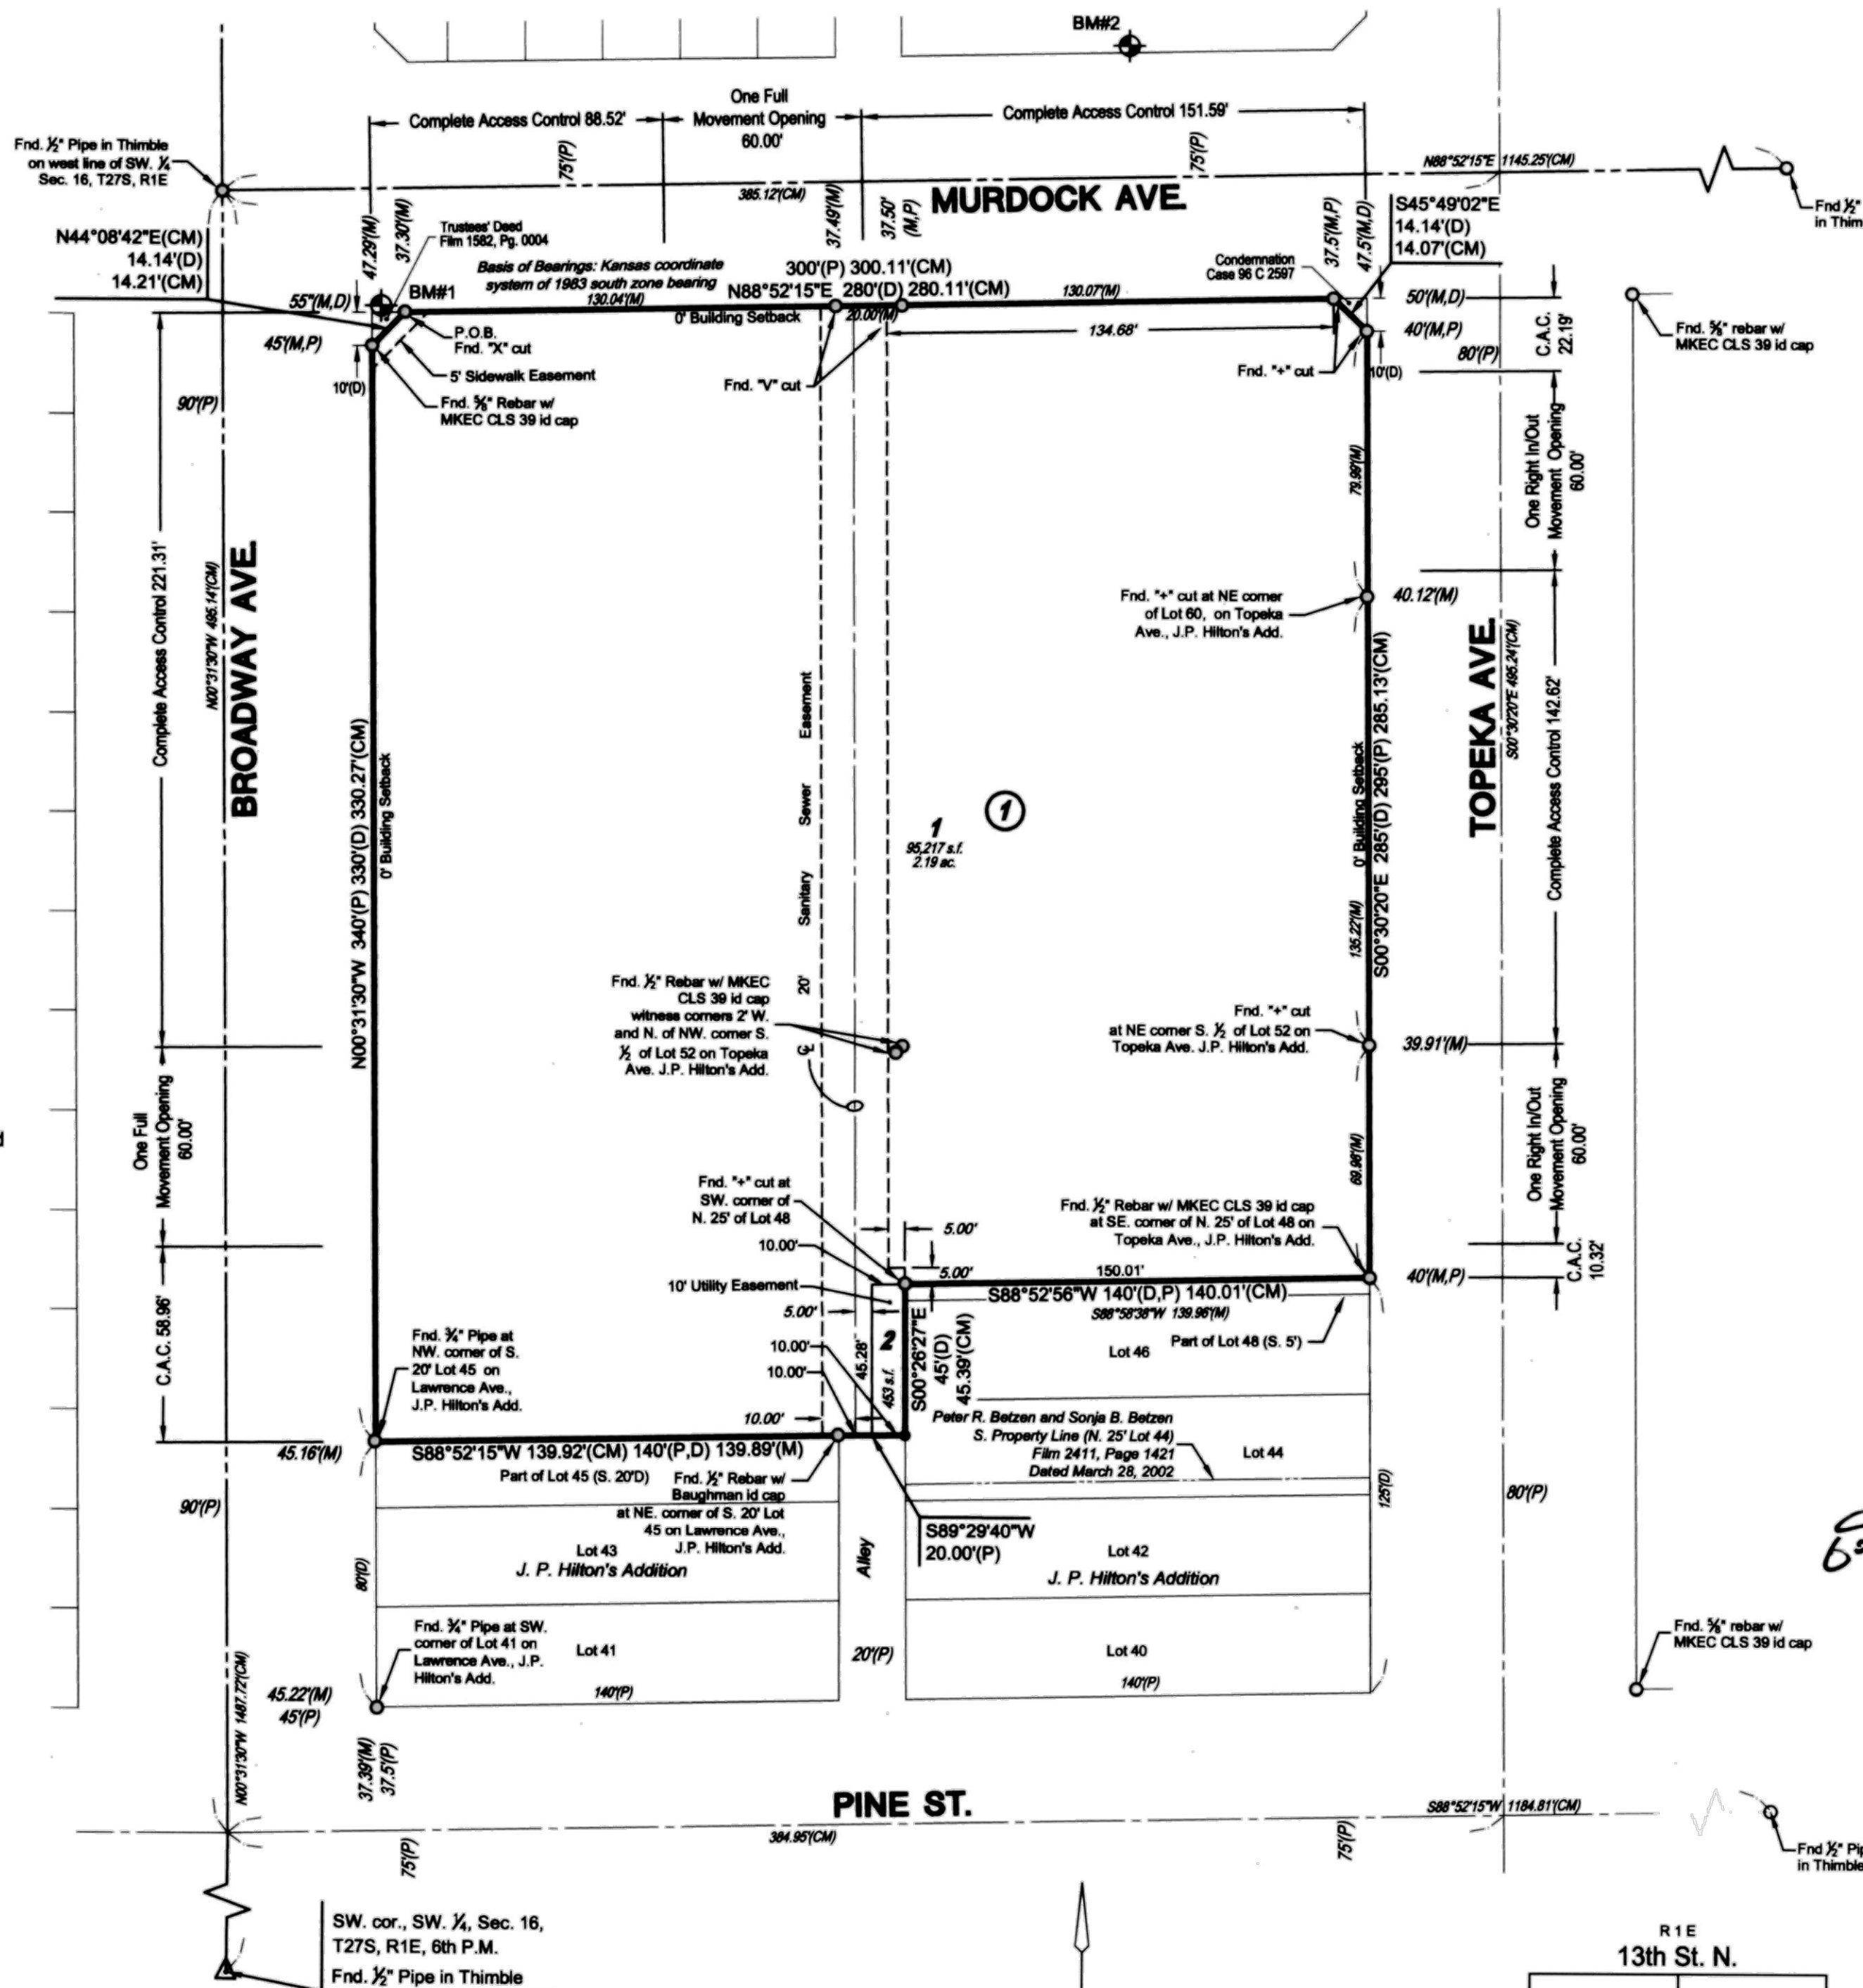 BM#2
One Full
Movement Opening
60.00'
Complete Access Control 88.52'
Complete Access Control 151.59'
Fnd. ½" Pipe in Thimble
on west line of SW. ¼
Sec. 16, T27S, R1E
75'(P)
75'(P)
N88°52'15"E 1145.25'(CM)
385.12'(CM)
MURDOCK AVE.
Fnd ½"
in Thim
N44°08'42"E(CM)
14.14'(D)
14.21'(CM)
47.29'(M)
37.30'(M)
Trustees' Deed
Film 1582, Pg. 0004
37.49'(M)
37.50'
(M,P)
37.5'(M,P)
47.5'(M,D)
S45°49'02"E
14.14'(D)
14.07'(CM)
Basis of Bearings: Kansas coordinate
system of 1983 south zone bearing
300'(P) 300.11'(CM)
N88°52'15"E 280'(D) 280.11'(CM)
Condemnation
Case 96 C 2597
55"(M,D)
BM#1
130.04'(M)
0' Building Setback
20.00'(M)
130.07'(M)
134.68'
50'(M,D)
40'(M,P)
80'(P)
C.A.C.
22.19'
Fnd. ⅝" rebar w/
MKEC CLS 39 id cap
45'(M,P)
P.O.B.
Fnd. "X" cut
5' Sidewalk Easement
10'(D)
Fnd. ⅝" Rebar w/
MKEC CLS 39 id cap
Fnd. "V" cut
Fnd. "+" cut
10'(D)
90'(P)
79.99'(M)
One Right In/Out
Movement Opening
60.00'
Complete Access Control 221.31'
N00°31'30"W 495.14'(CM)
BROADWAY AVE.
Fnd. "+" cut at NE corner
of Lot 60, on Topeka
Ave., J.P. Hilton's Add.
40.12'(M)
TOPEKA AVE.
S00°30'20"E 495.24'(CM)
Complete Access Control 142.62'
N00°31'30"W 340'(P) 330'(D) 330.27'(CM)
0' Building Setback
20' Sanitary Sewer Easement
1
1
95,217 s.f.
2.19 ac.
0' Building Setback
S00°30'20"E 285'(D) 295'(P) 285.13'(CM)
135.22'(M)
Fnd. ½" Rebar w/ MKEC
CLS 39 id cap
witness corners 2' W.
and N. of NW. corner S.
½ of Lot 52 on Topeka
Ave. J.P. Hilton's Add.
℄
Fnd. "+" cut
at NE corner S. ½ of Lot 52 on
Topeka Ave. J.P. Hilton's Add.
39.91'(M)
One Full
Movement Opening
60.00'
One Right In/Out
Movement Opening
60.00'
69.98'(M)
Fnd. "+" cut at
SW. corner of
N. 25' of Lot 48
Fnd. ½" Rebar w/ MKEC CLS 39 id cap
at SE. corner of N. 25' of Lot 48 on
Topeka Ave., J.P. Hilton's Add.
5.00'
10.00'
5.00'
150.01'
40'(M,P)
C.A.C.
10.32'
10' Utility Easement
S88°52'56"W 140'(D,P) 140.01'(CM)
S88°58'38"W 139.96'(M)
5.00'
Part of Lot 48 (S. 5')
Lot 46
C.A.C. 58.96'
Fnd. ¾" Pipe at
NW. corner of S.
20' Lot 45 on
Lawrence Ave.,
J.P. Hilton's Add.
10.00'
10.00'
45.28'
2
453 s.f.
S00°26'27"E
45'(D)
45.39'(CM)
10.00'
Peter R. Betzen and Sonja B. Betzen
S. Property Line (N. 25' Lot 44)
Film 2411, Page 1421
Dated March 28, 2002
Lot 44
45.16'(M)
S88°52'15"W 139.92'(CM) 140'(P,D) 139.89'(M)
Part of Lot 45 (S. 20'D)
Fnd. ½" Rebar w/
Baughman id cap
at NE. corner of S. 20' Lot
45 on Lawrence Ave.,
J.P. Hilton's Add.
90'(P)
125'(D)
80'(P)
S89°29'40"W
20.00'(P)
Lot 43
J. P. Hilton's Addition
Alley
Lot 42
J. P. Hilton's Addition
80'(D)
Fnd. ¾" Pipe at SW.
corner of Lot 41 on
Lawrence Ave., J.P.
Hilton's Add.
Lot 41
20'(P)
Lot 40
Fnd. ⅝" rebar w/
MKEC CLS 39 id cap
140'(P)
140'(P)
45.22'(M)
45'(P)
N00°31'30"W 1487.72'(CM)
37.39'(M)
37.5'(P)
PINE ST.
S88°52'15"W 1184.81'(CM)
384.95'(CM)
75'(P)
75'(P)
Fnd ½" Pip
in Thimble
SW. cor., SW. ¼, Sec. 16,
T27S, R1E, 6th P.M.
Fnd. ½" Pipe in Thimble
R 1 E
13th St. N.